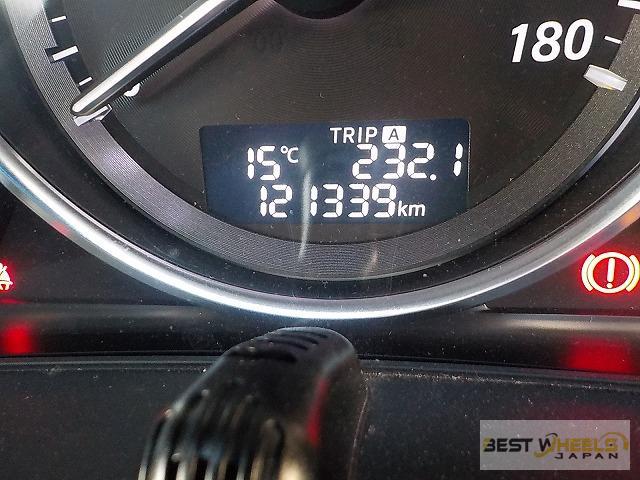 180
TRIP A
15°C 232.1
121339km
BEST WHEELS
JAPAN